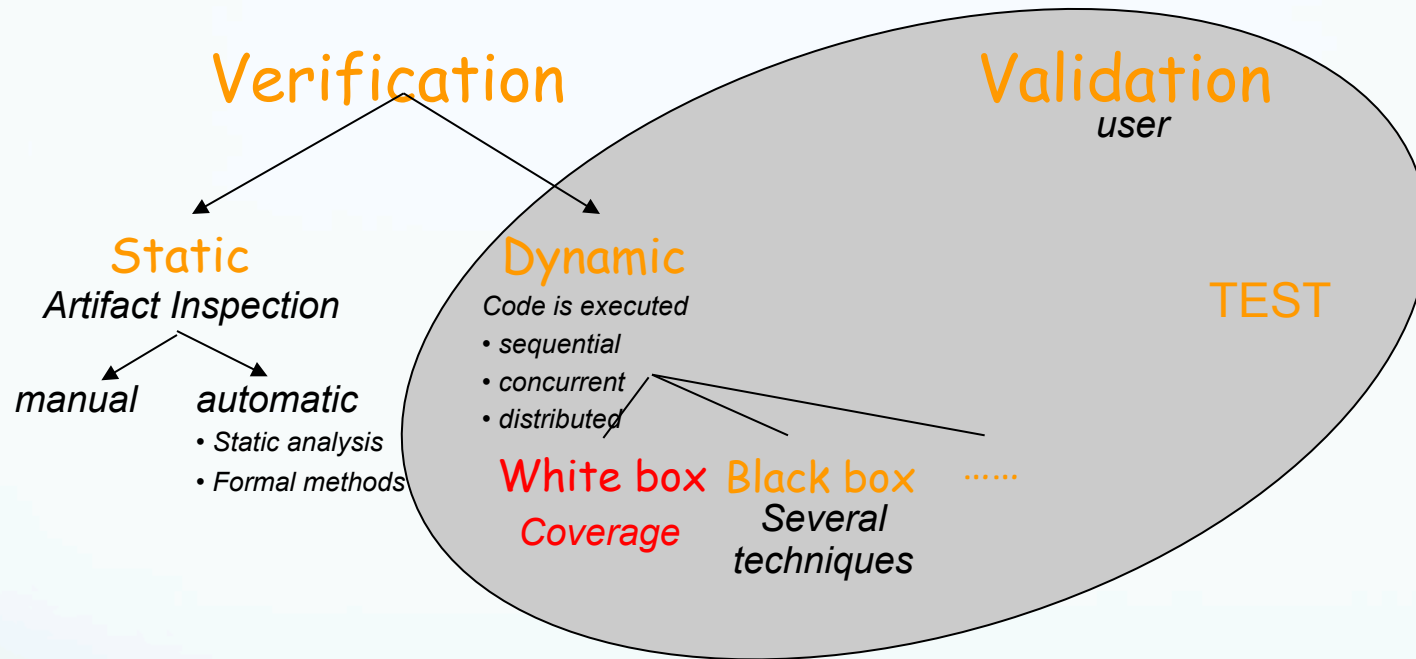 Verification
Validation
user
Static
Artifact Inspection
manual
automatic
• Static analysis
• Formal methods
Dynamic
Code is executed
• sequential
• concurrent
• distributed
TEST
White box
Coverage
Black box
Several
techniques
……